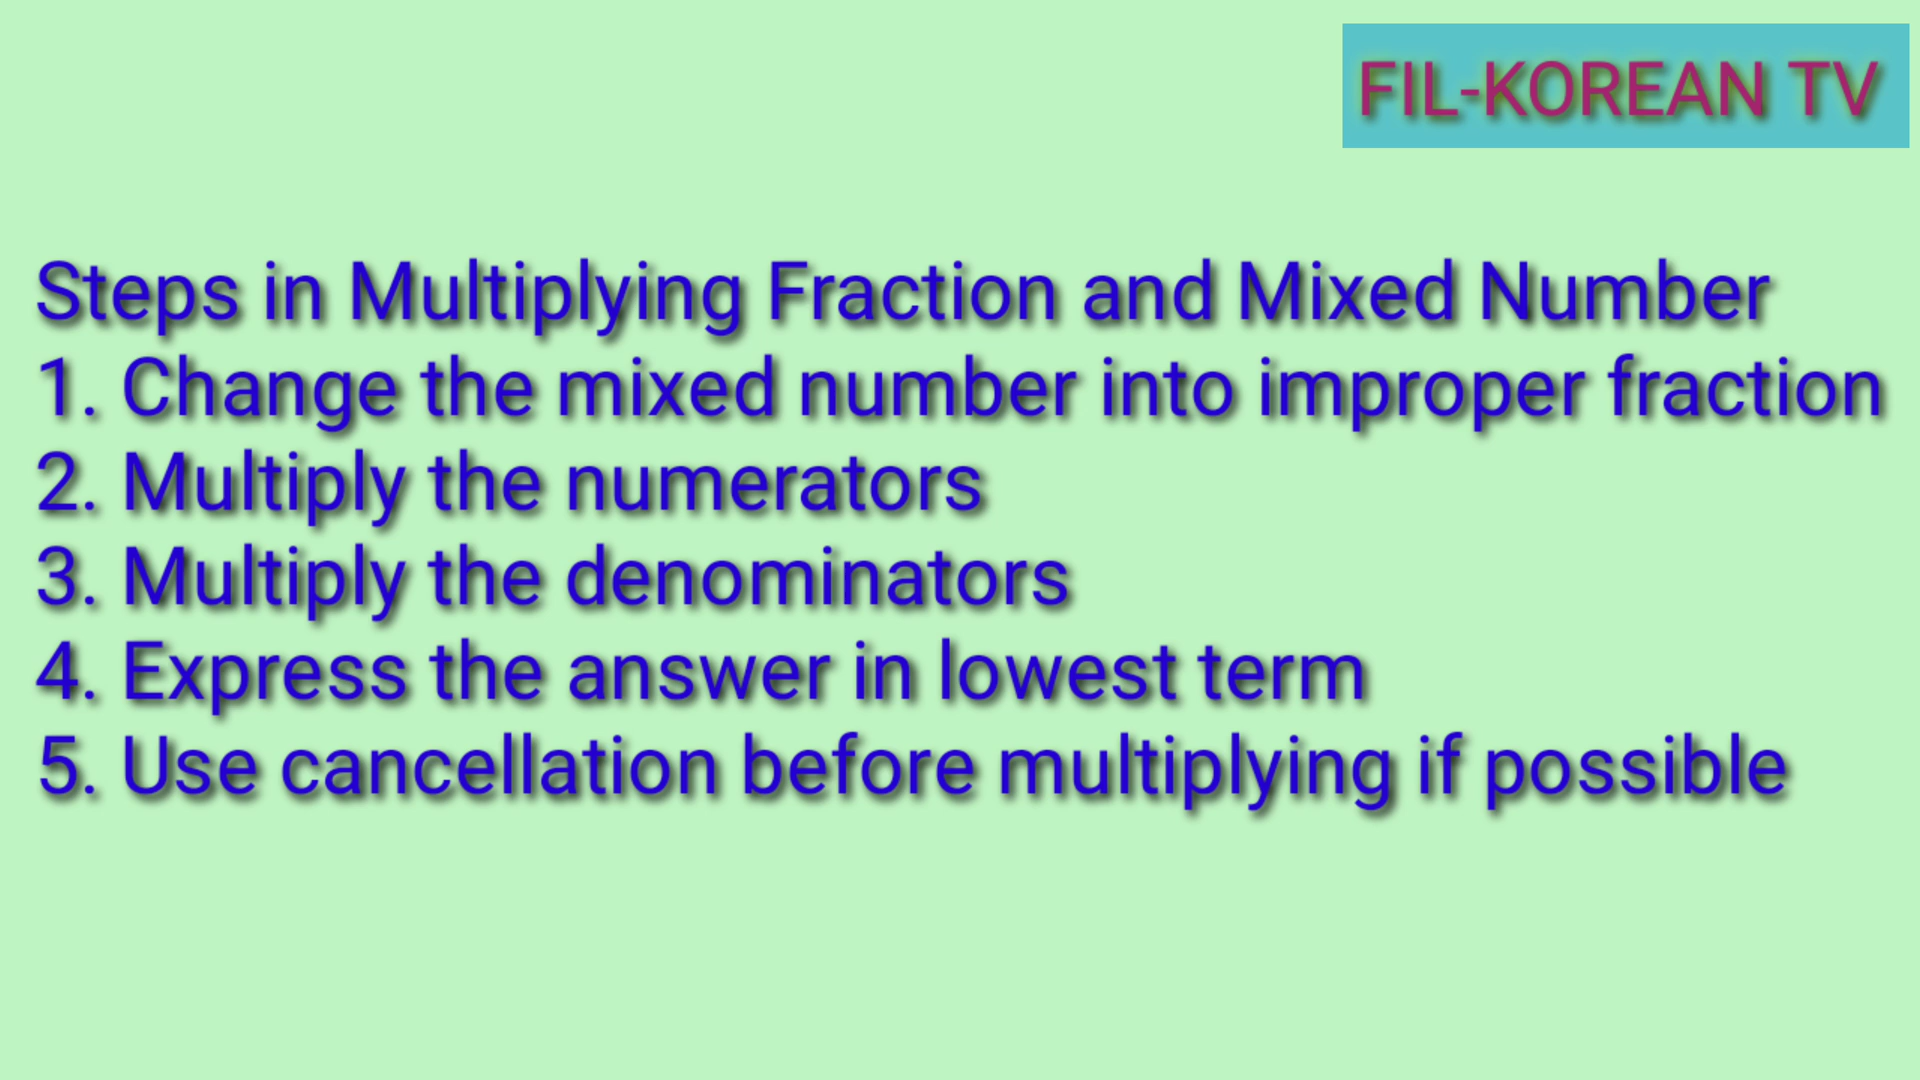 FIL-KOREAN TV
Steps in Multiplying Fraction and Mixed Number
1. Change the mixed number into improper fraction
2. Multiply the numerators
3. Multiply the denominators
4. Express the answer in lowest term
5. Use cancellation before multiplying if possible